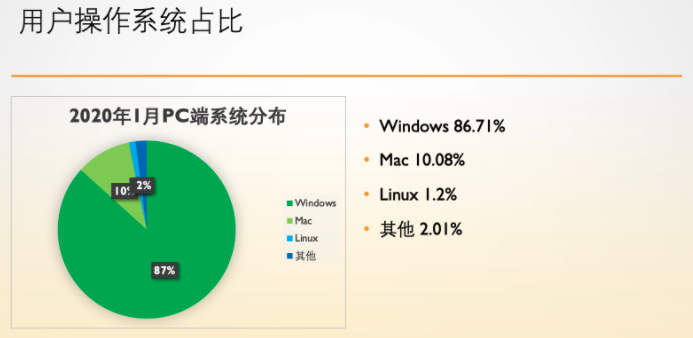 用户操作系统占比
2020年1月PC端系统分布
10%
2%
87%
Windows
Mac
Linux
其他
Windows 86.71%
Mac 10.08%
Linux 1.2%
其他 2.01%